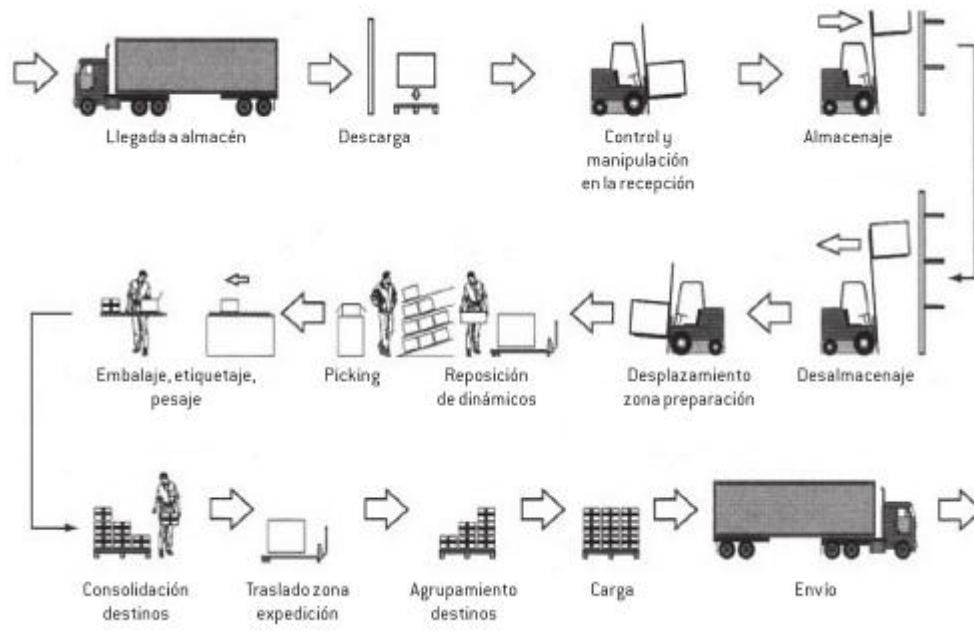 Llegada a almacén
Descarga
Control y
manipulación
en la recepción
Almacenaje
Desalmacenaje
Desplazamiento
zona preparación
Reposición
de dinámicos
Picking
Embalaje, etiquetaje,
pesaje
Consolidación
destinos
Traslado zona
expedición
Agrupamiento
destinos
Carga
Envío